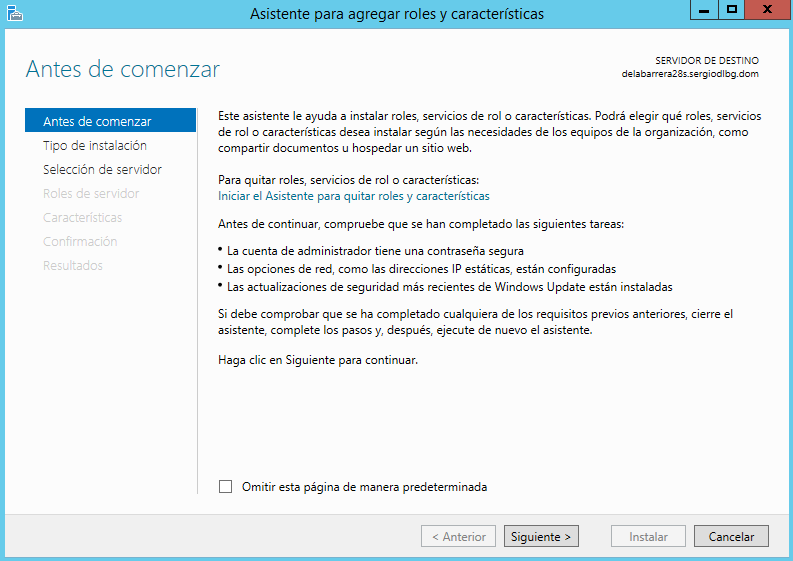 Asistente para agregar roles y características
Antes de comenzar
SERVIDOR DE DESTINO
delabarrera28s.sergiodlbg.dom
Antes de comenzar
Tipo de instalación
Selección de servidor
Roles de servidor
Características
Confirmación
Resultados
Este asistente le ayuda a instalar roles, servicios de rol o características. Podrá elegir qué roles, servicios
de rol o características desea instalar según las necesidades de los equipos de la organización, como
compartir documentos u hospedar un sitio web.
Para quitar roles, servicios de rol o características:
Iniciar el Asistente para quitar roles y características
Antes de continuar, compruebe que se han completado las siguientes tareas:
• La cuenta de administrador tiene una contraseña segura
• Las opciones de red, como las direcciones IP estáticas, están configuradas
• Las actualizaciones de seguridad más recientes de Windows Update están instaladas
Si debe comprobar que se ha completado cualquiera de los requisitos previos anteriores, cierre el
asistente, complete los pasos y, después, ejecute de nuevo el asistente.
Haga clic en Siguiente para continuar.
Omitir esta página de manera predeterminada
< Anterior
Siguiente >
Instalar
Cancelar